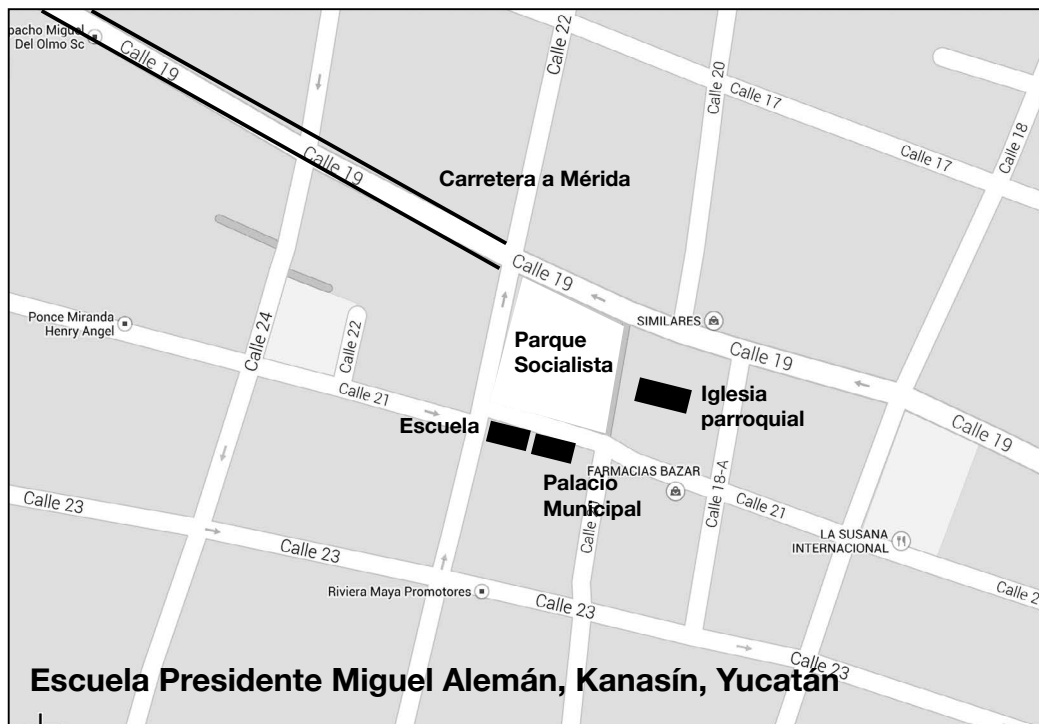 pacho Miguel
Del Olmo Sc
Calle 19
Calle 22
Calle 20
Calle 17
Calle 18
Calle 17
Calle 19
Carretera a Mérida
Calle 19
SIMILARES
Ponce Miranda
Henry Angel
Calle 24
Calle 22
Parque
Socialista
Calle 19
Calle 21
Iglesia
parroquial
Escuela
Calle 19
FARMACIAS BAZAR
Palacio
Municipal
Calle 18-A
Calle 21
Calle 23
LA SUSANA
INTERNACIONAL
Calle 23
Riviera Maya Promotores
Calle 23
Calle 2
Calle 23
Escuela Presidente Miguel Alemán, Kanasín, Yucatán